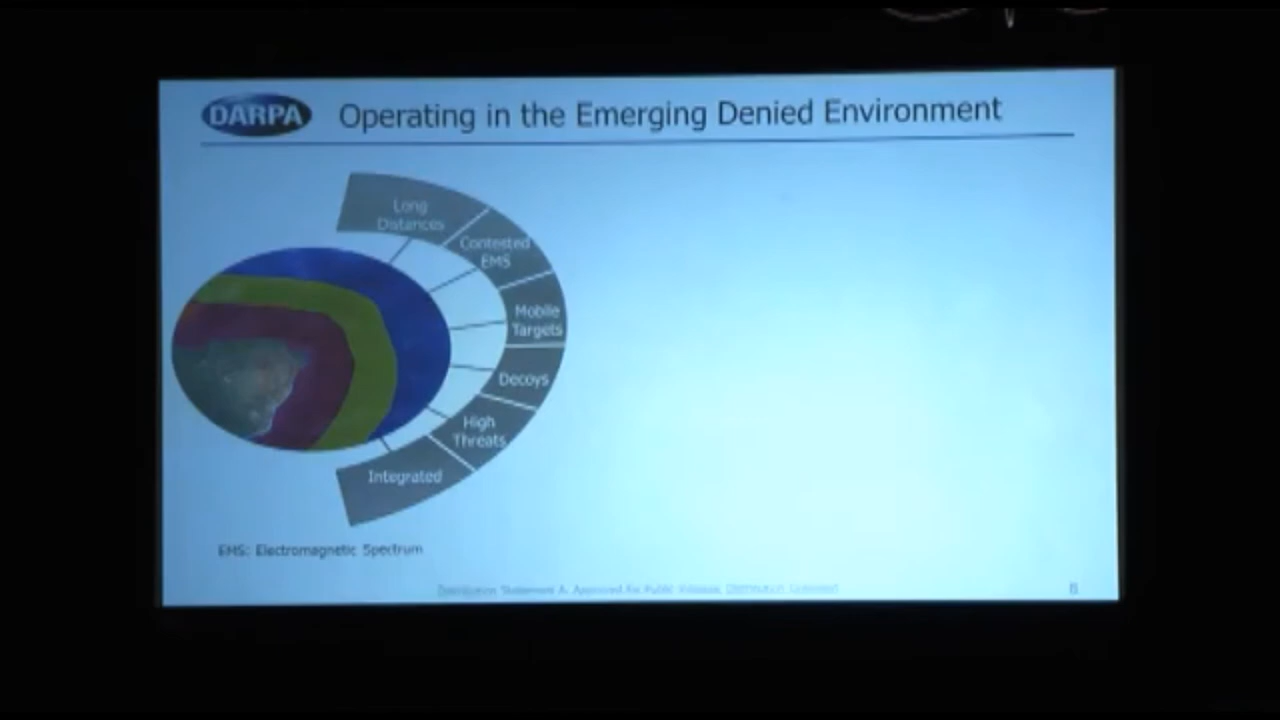 DARPA
Operating in the Emerging Denied Environment
Long
Distances
Contested
EMS
Mobile
Targets
Decoys
High
Threats
Integrated
EMS: Electromagnetic Spectrum
Distribution Statement A. Approved for Public Release, Distribution Unlimited
8